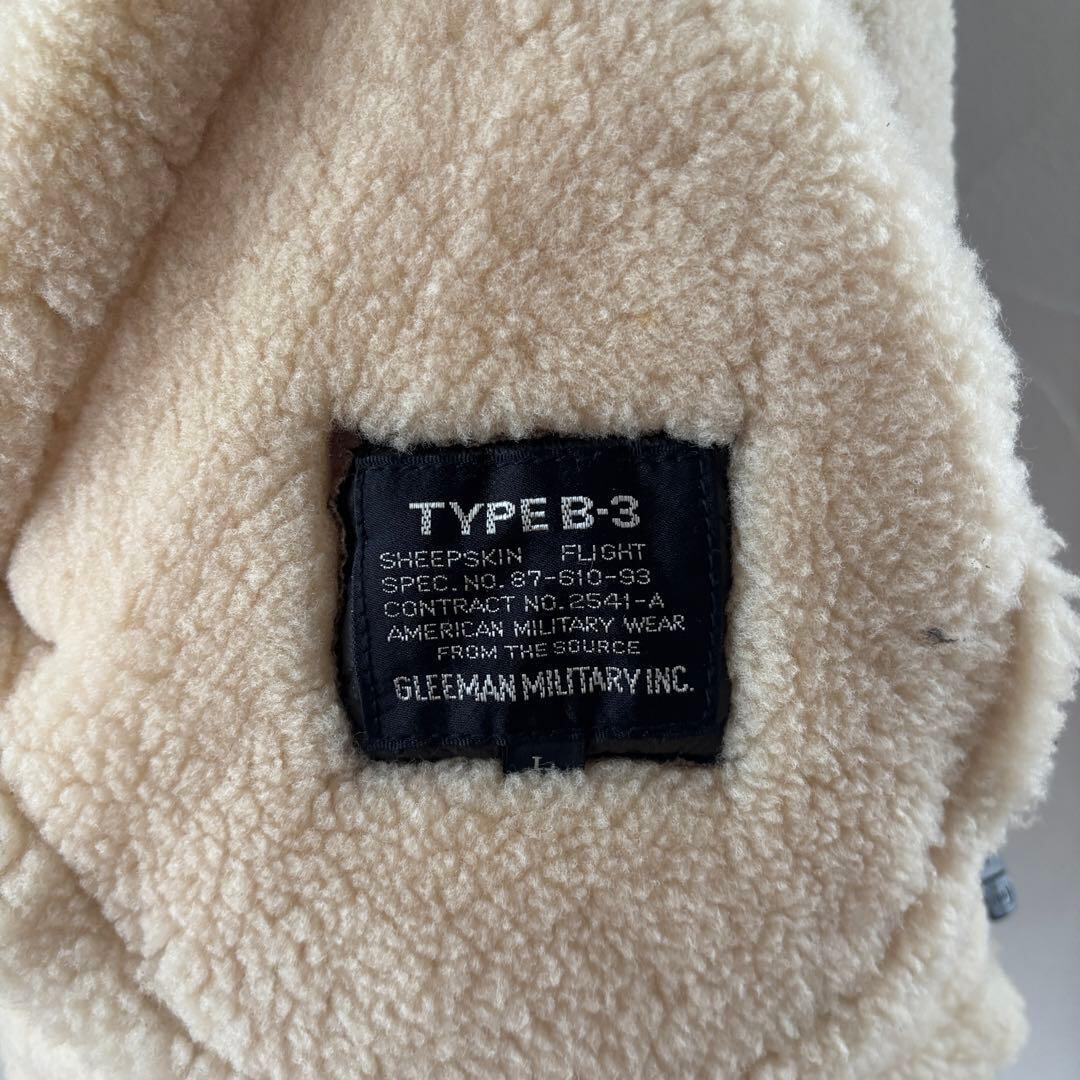 TYPE B-3
SHEEPSKIN FLIGHT
SPEC. NO. 87-610-93
CONTRACT NO. 2541-A
AMERICAN MILITARY WEAR
FROM THE SOURCE
GLEEMAN MILITARY INC.
L